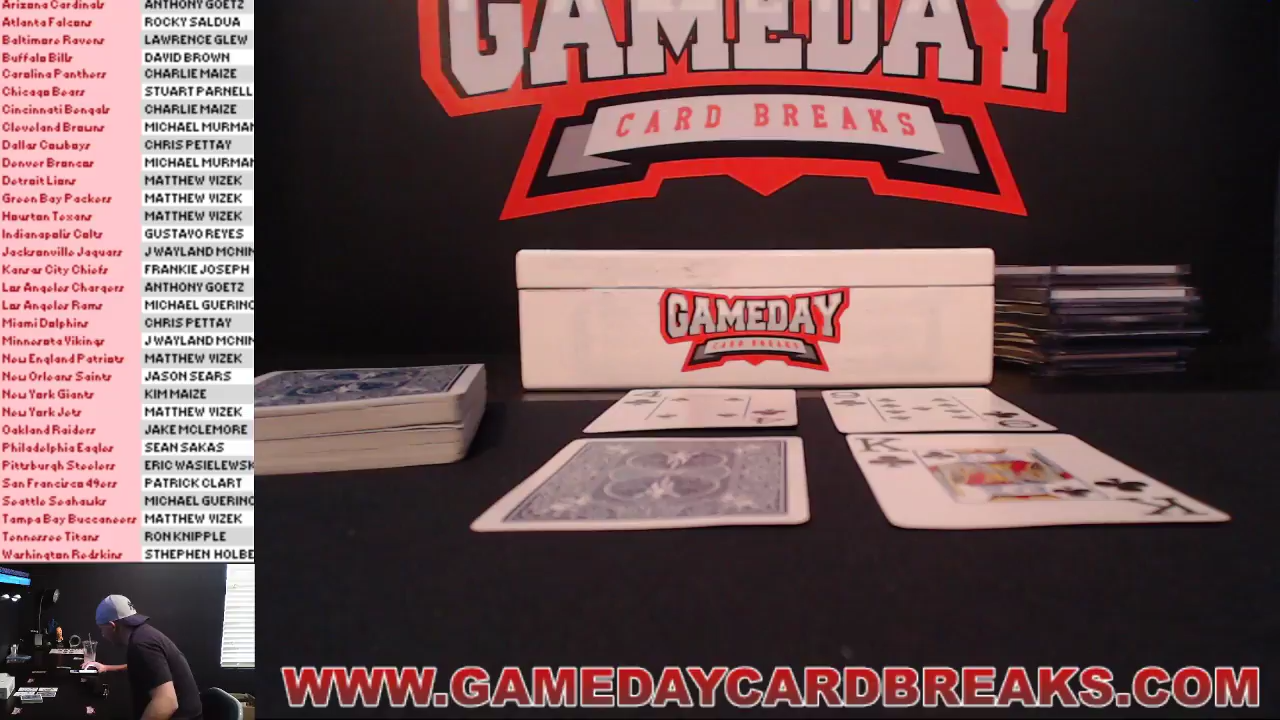 Arizona Cardinals ANTHONY GOETZ
Atlanta Falcons ROCKY SALDUA
Baltimore Ravens LAWRENCE GLEW
Buffalo Bills DAVID BROWN
Carolina Panthers CHARLIE MAIZE
Chicago Bears STUART PARNELL
Cincinnati Bengals CHARLIE MAIZE
Cleveland Browns MICHAEL MURMAN
Dallas Cowboys CHRIS PETTAY
Denver Broncos MICHAEL MURMAN
Detroit Lions MATTHEW VIZEK
Green Bay Packers MATTHEW VIZEK
Houston Texans MATTHEW VIZEK
Indianapolis Colts GUSTAVO REYES
Jacksonville Jaguars J WAYLAND MCNIN
Kansas City Chiefs FRANKIE JOSEPH
Los Angeles Chargers ANTHONY GOETZ
Los Angeles Rams MICHAEL GUERINO
Miami Dolphins CHRIS PETTAY
Minnesota Vikings J WAYLAND MCNIN
New England Patriots MATTHEW VIZEK
New Orleans Saints JASON SEARS
New York Giants KIM MAIZE
New York Jets MATTHEW VIZEK
Oakland Raiders JAKE MCLEMORE
Philadelphia Eagles SEAN SAKAS
Pittsburgh Steelers ERIC WASIELEWSK
San Francisco 49ers PATRICK CLART
Seattle Seahawks MICHAEL GUERINO
Tampa Bay Buccaneers MATTHEW VIZEK
Tennessee Titans RON KNIPPLE
Washington Redskins STHEPHEN HOLBE
GAMEDAY
CARD BREAKS
GAMEDAY
CARD BREAKS
K
K
WWW.GAMEDAYCARDBREAKS.COM